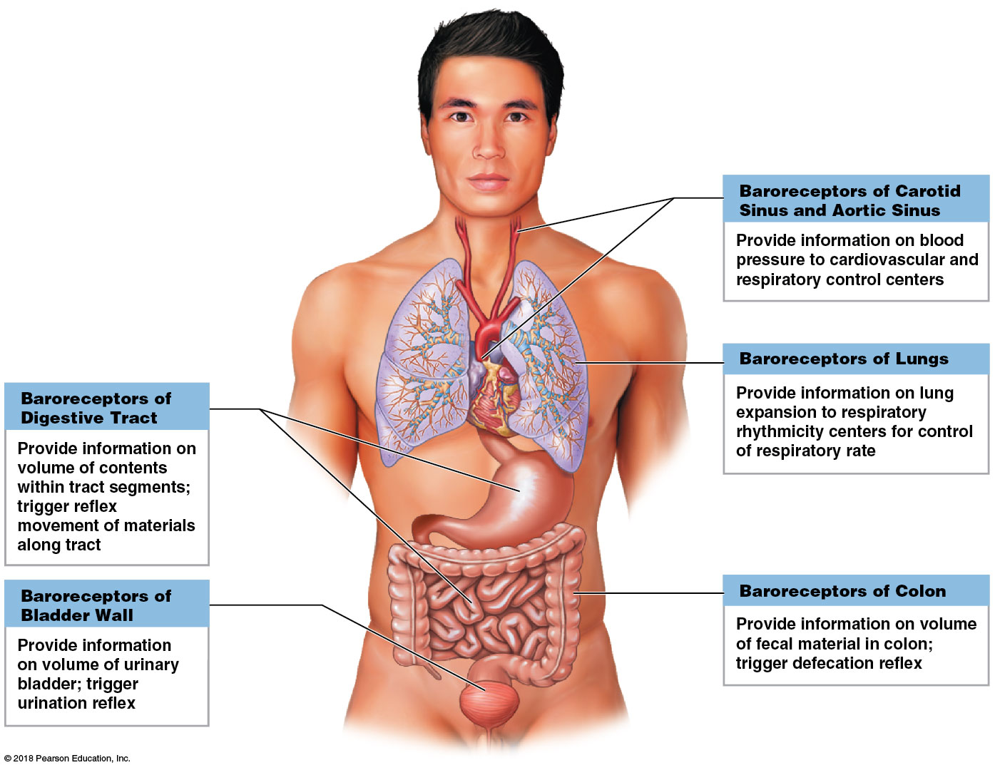 Baroreceptors of Carotid
Sinus and Aortic Sinus
Provide information on blood
pressure to cardiovascular and
respiratory control centers
Baroreceptors of Lungs
Provide information on lung
expansion to respiratory
rhythmicity centers for control
of respiratory rate
Baroreceptors of
Digestive Tract
Provide information on
volume of contents
within tract segments;
trigger reflex
movement of materials
along tract
Baroreceptors of
Bladder Wall
Provide information
on volume of urinary
bladder; trigger
urination reflex
Baroreceptors of Colon
Provide information on volume
of fecal material in colon;
trigger defecation reflex
© 2018 Pearson Education, Inc.